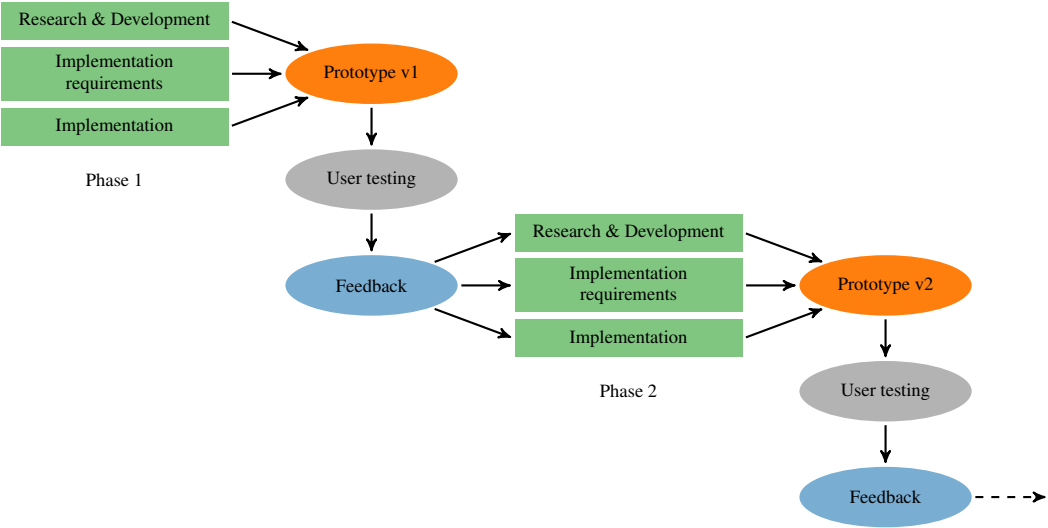 Research & Development
Implementation
requirements
Implementation
Phase 1
Prototype v1
User testing
Feedback
Research & Development
Implementation
requirements
Implementation
Phase 2
Prototype v2
User testing
Feedback